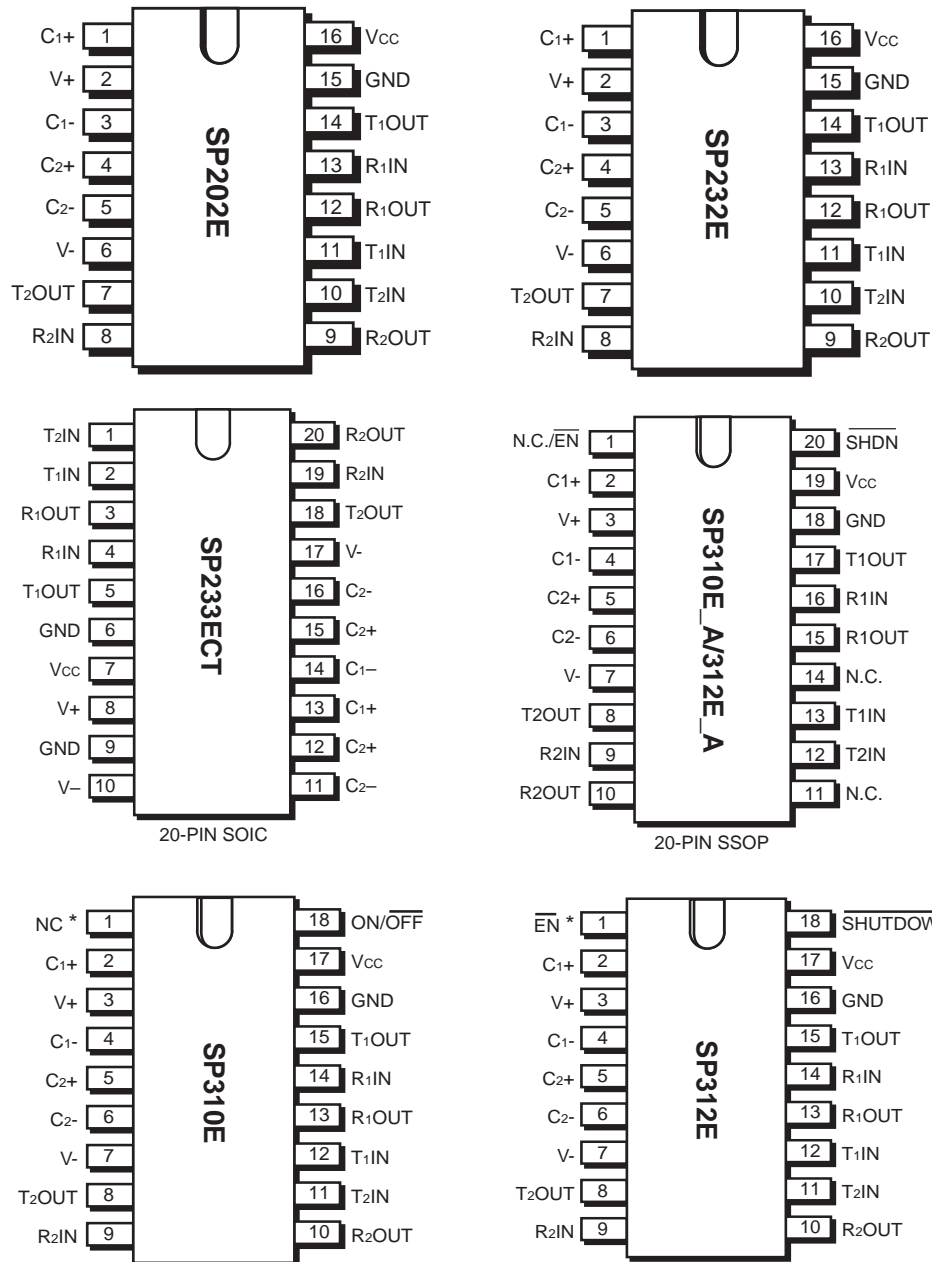 C1+ 1 16 VCC
V+ 2 15 GND
C1- 3 14 T1OUT
C2+ 4 13 R1IN
C2- 5 12 R1OUT
V- 6 11 T1IN
T2OUT 7 10 T2IN
R2IN 8 9 R2OUT
SP202E
C1+ 1 16 VCC
V+ 2 15 GND
C1- 3 14 T1OUT
C2+ 4 13 R1IN
C2- 5 12 R1OUT
V- 6 11 T1IN
T2OUT 7 10 T2IN
R2IN 8 9 R2OUT
SP232E
T2IN 1 20 R2OUT
T1IN 2 19 R2IN
R1OUT 3 18 T2OUT
R1IN 4 17 V-
T1OUT 5 16 C2-
GND 6 15 C2+
VCC 7 14 C1–
V+ 8 13 C1+
GND 9 12 C2+
V– 10 11 C2–
SP233ECT
20-PIN SOIC
N.C./EN 1 20 SHDN
C1+ 2 19 VCC
V+ 3 18 GND
C1- 4 17 T1OUT
C2+ 5 16 R1IN
C2- 6 15 R1OUT
V- 7 14 N.C.
T2OUT 8 13 T1IN
R2IN 9 12 T2IN
R2OUT 10 11 N.C.
SP310E_A/312E_A
20-PIN SSOP
NC * 1 18 ON/OFF
C1+ 2 17 VCC
V+ 3 16 GND
C1- 4 15 T1OUT
C2+ 5 14 R1IN
C2- 6 13 R1OUT
V- 7 12 T1IN
T2OUT 8 11 T2IN
R2IN 9 10 R2OUT
SP310E
EN * 1 18 SHUTDOW
C1+ 2 17 VCC
V+ 3 16 GND
C1- 4 15 T1OUT
C2+ 5 14 R1IN
C2- 6 13 R1OUT
V- 7 12 T1IN
T2OUT 8 11 T2IN
R2IN 9 10 R2OUT
SP312E